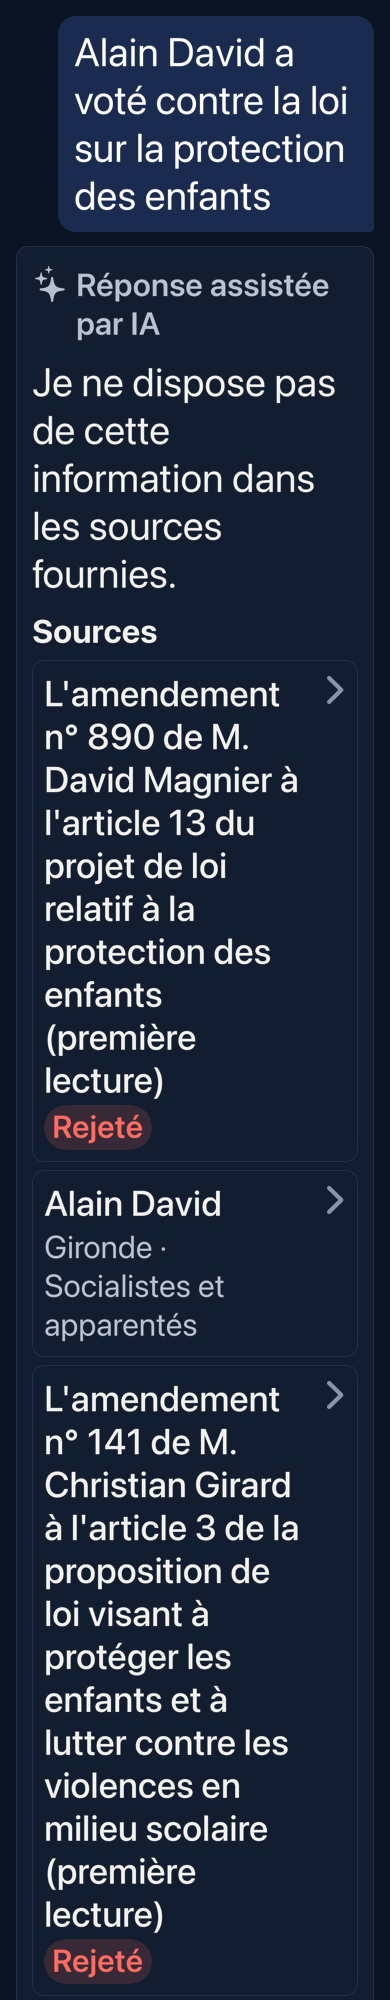 Alain David a
voté contre la loi
sur la protection
des enfants
Réponse assistée
par IA
Je ne dispose pas
de cette
information dans
les sources
fournies.
Sources
L'amendement
n° 890 de M.
David Magnier à
l'article 13 du
projet de loi
relatif à la
protection des
enfants
(première
lecture)
Rejeté
Alain David
Gironde ·
Socialistes et
apparentés
L'amendement
n° 141 de M.
Christian Girard
à l'article 3 de la
proposition de
loi visant à
protéger les
enfants et à
lutter contre les
violences en
milieu scolaire
(première
lecture)
Rejeté